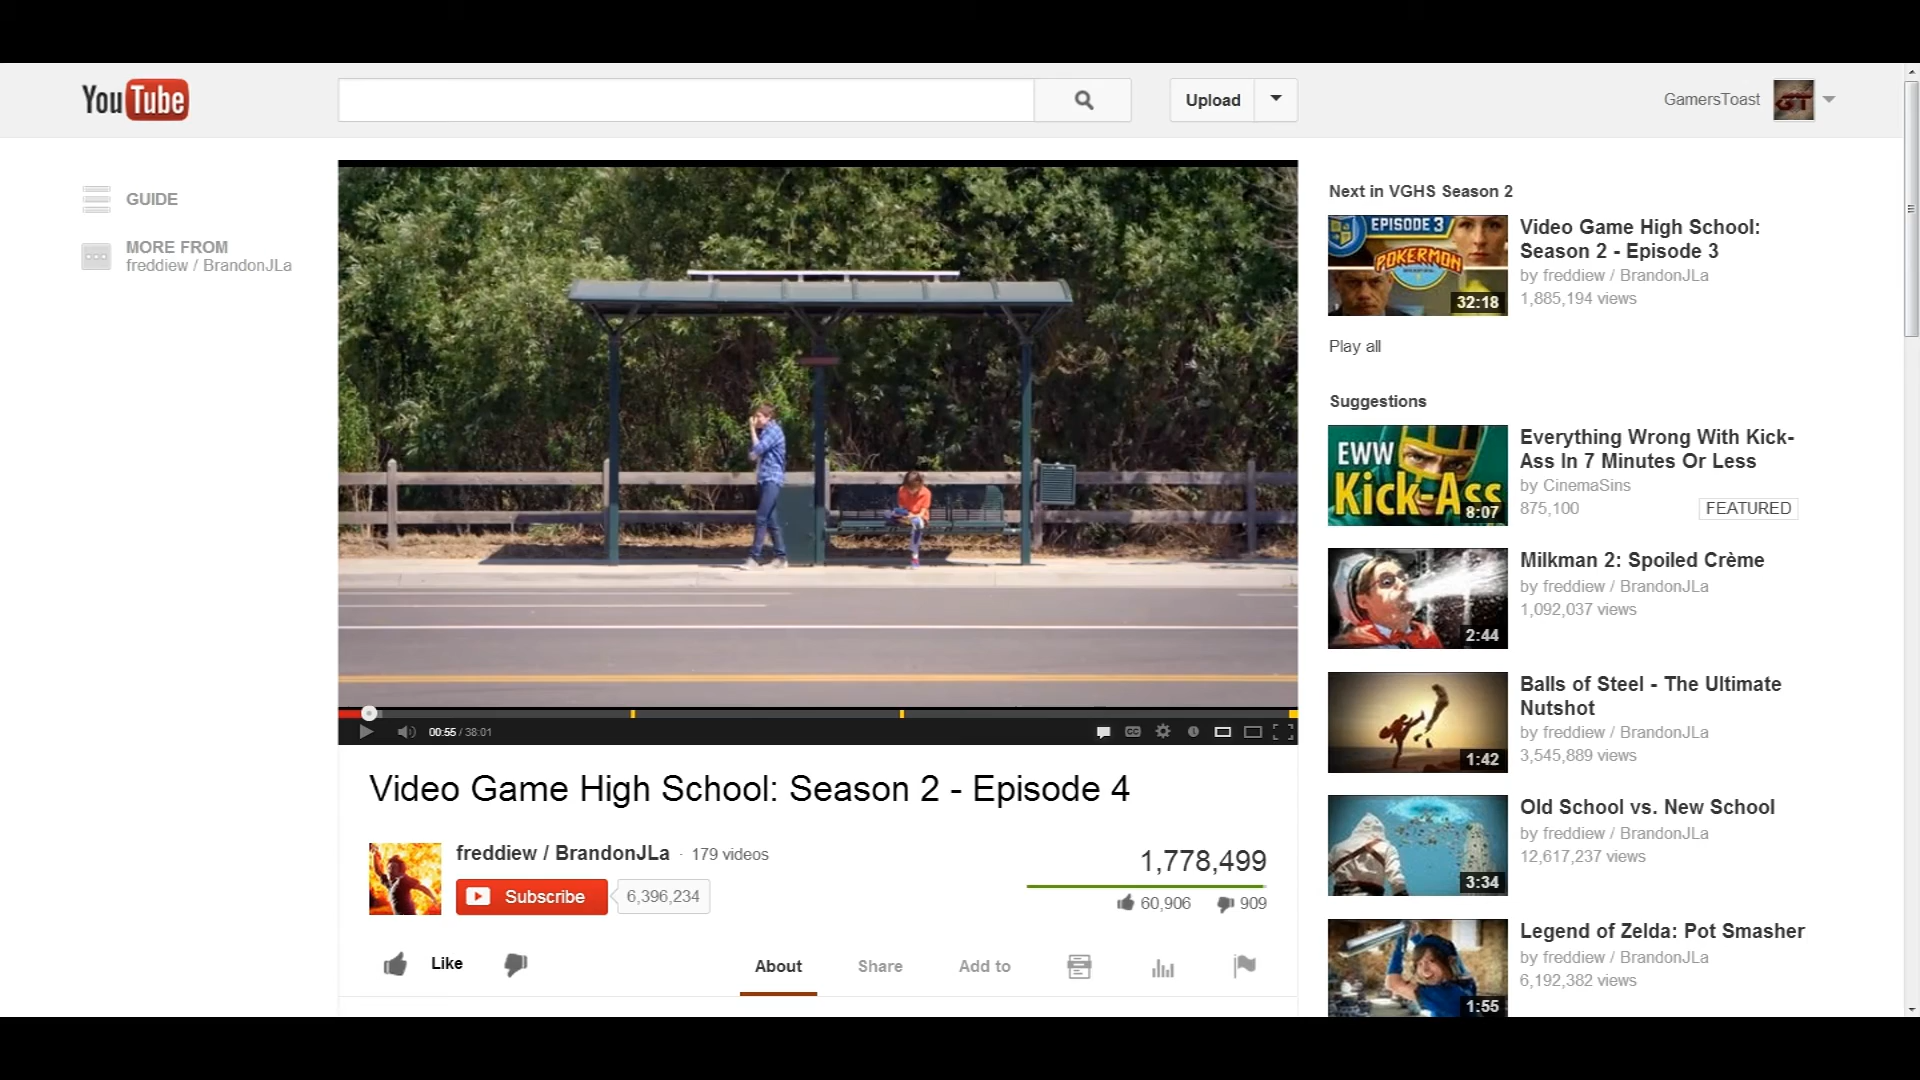 YouTube
Upload
GamersToast
GT
GUIDE
MORE FROM
freddiew / BrandonJLa
CC
00:55 / 38:01
Video Game High School: Season 2 - Episode 4
freddiew / BrandonJLa · 179 videos
Subscribe
6,396,234
1,778,499
60,906
909
Like
About
Share
Add to
Next in VGHS Season 2
EPISODE 3
POKERMON
32:18
Video Game High School:
Season 2 - Episode 3
by freddiew / BrandonJLa
1,885,194 views
Play all
Suggestions
EWW
Kick-Ass
8:07
Everything Wrong With Kick-
Ass In 7 Minutes Or Less
by CinemaSins
875,100
FEATURED
2:44
Milkman 2: Spoiled Crème
by freddiew / BrandonJLa
1,092,037 views
1:42
Balls of Steel - The Ultimate
Nutshot
by freddiew / BrandonJLa
3,545,889 views
3:34
Old School vs. New School
by freddiew / BrandonJLa
12,617,237 views
1:55
Legend of Zelda: Pot Smasher
by freddiew / BrandonJLa
6,192,382 views